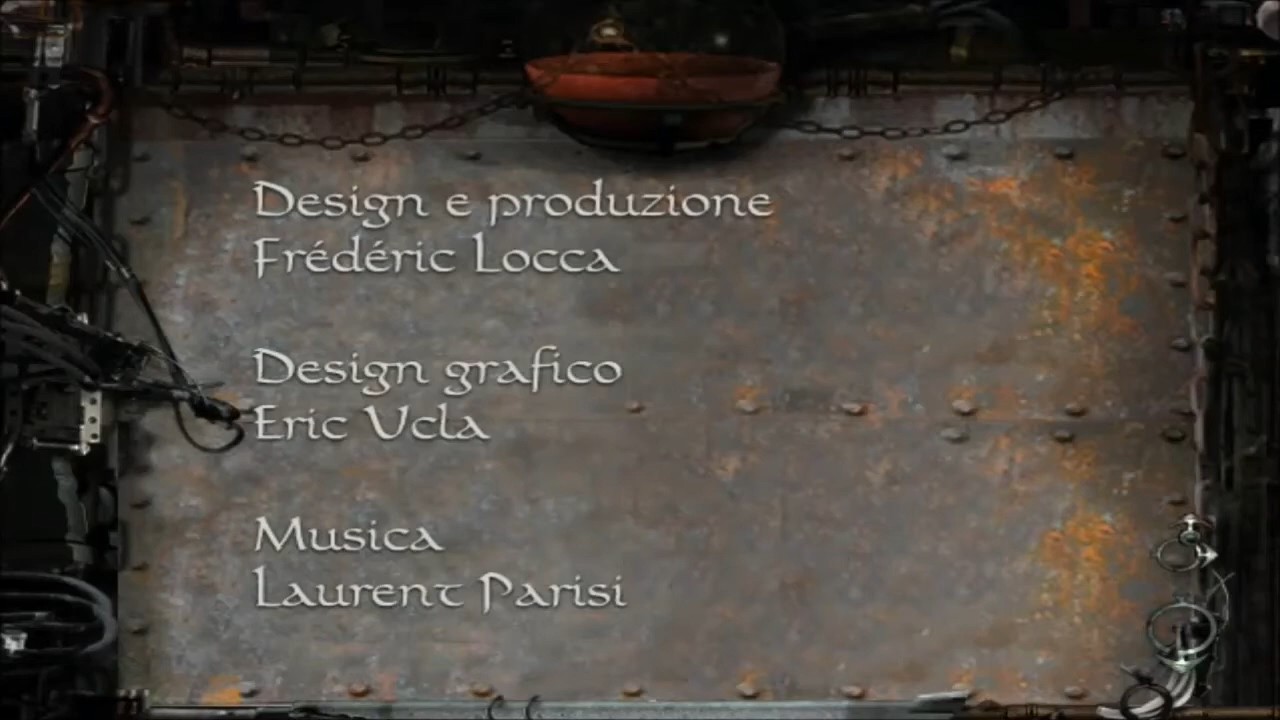 Design e produzione
Frédéric Locca
Design grafico
Eric Ucla
Musica
Laurent Parisi